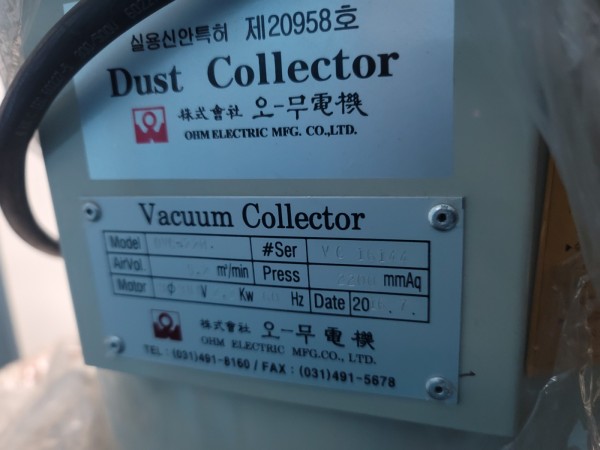 실용신안특허 제20958호
Dust Collector
株式會社 오-무電機
OHM ELECTRIC MFG. CO.,LTD.
Vacuum Collector
Model #Ser
AirVol. m³/min Press mmAq
Motor φ V Kw Hz Date 20
株式會社 오-무電機
OHM ELECTRIC MFG.CO., LTD.
TEL : (031)491-8160 / FAX : (031)491-5678